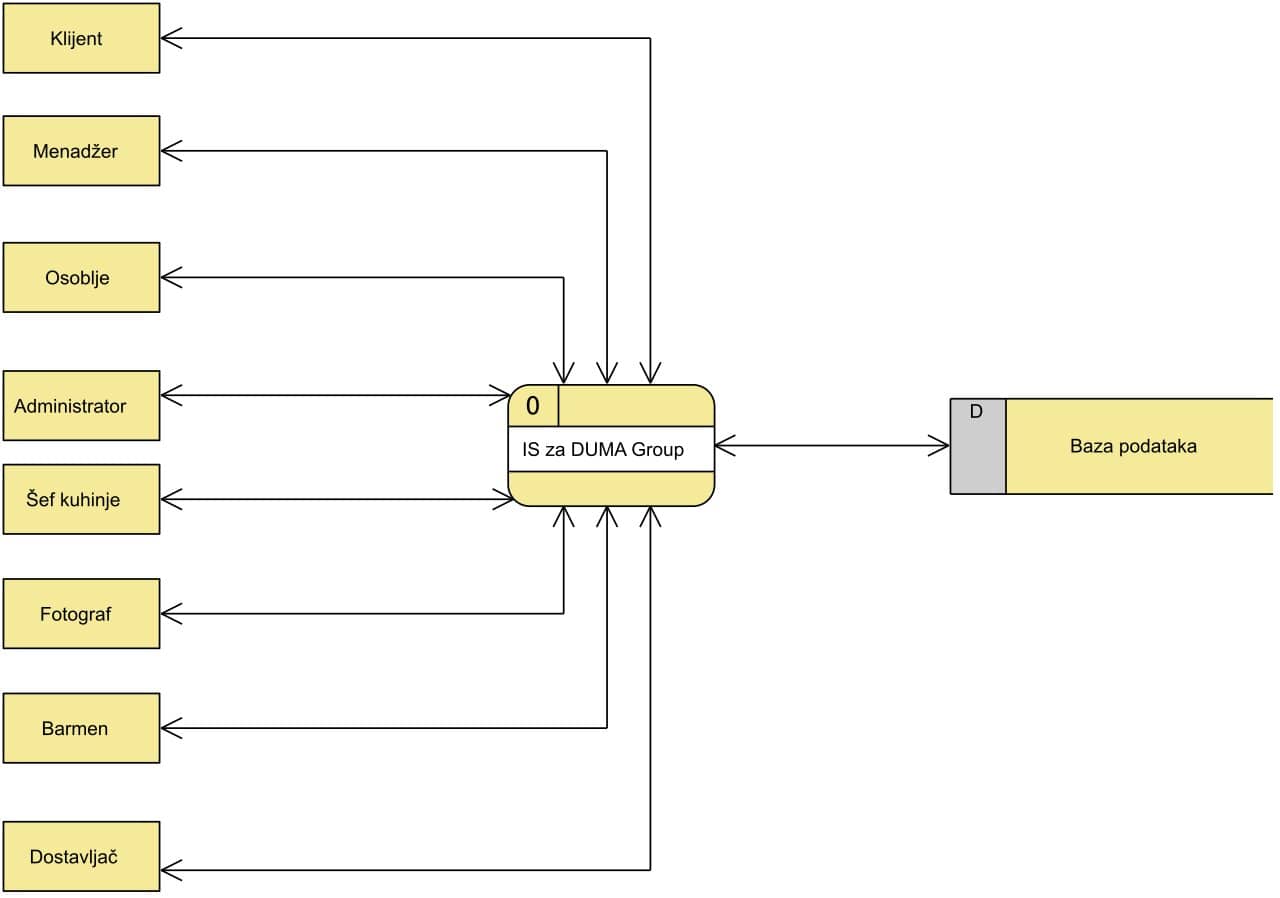 Klijent
Menadžer
Osoblje
Administrator
Šef kuhinje
Fotograf
Barmen
Dostavljač
0
IS za DUMA Group
D
Baza podataka